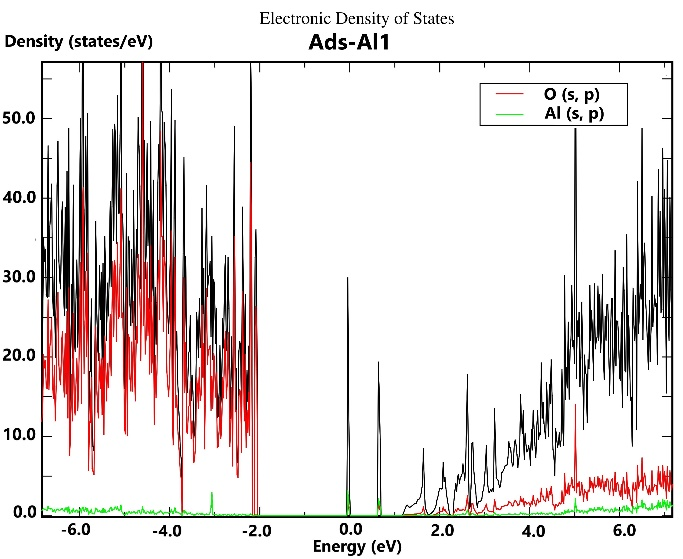 Electronic Density of States
Density (states/eV)
Ads-Al1
O (s, p)
Al (s, p)
50.0
40.0
30.0
20.0
10.0
0.0
-6.0 -4.0 -2.0 0.0 2.0 4.0 6.0
Energy (eV)